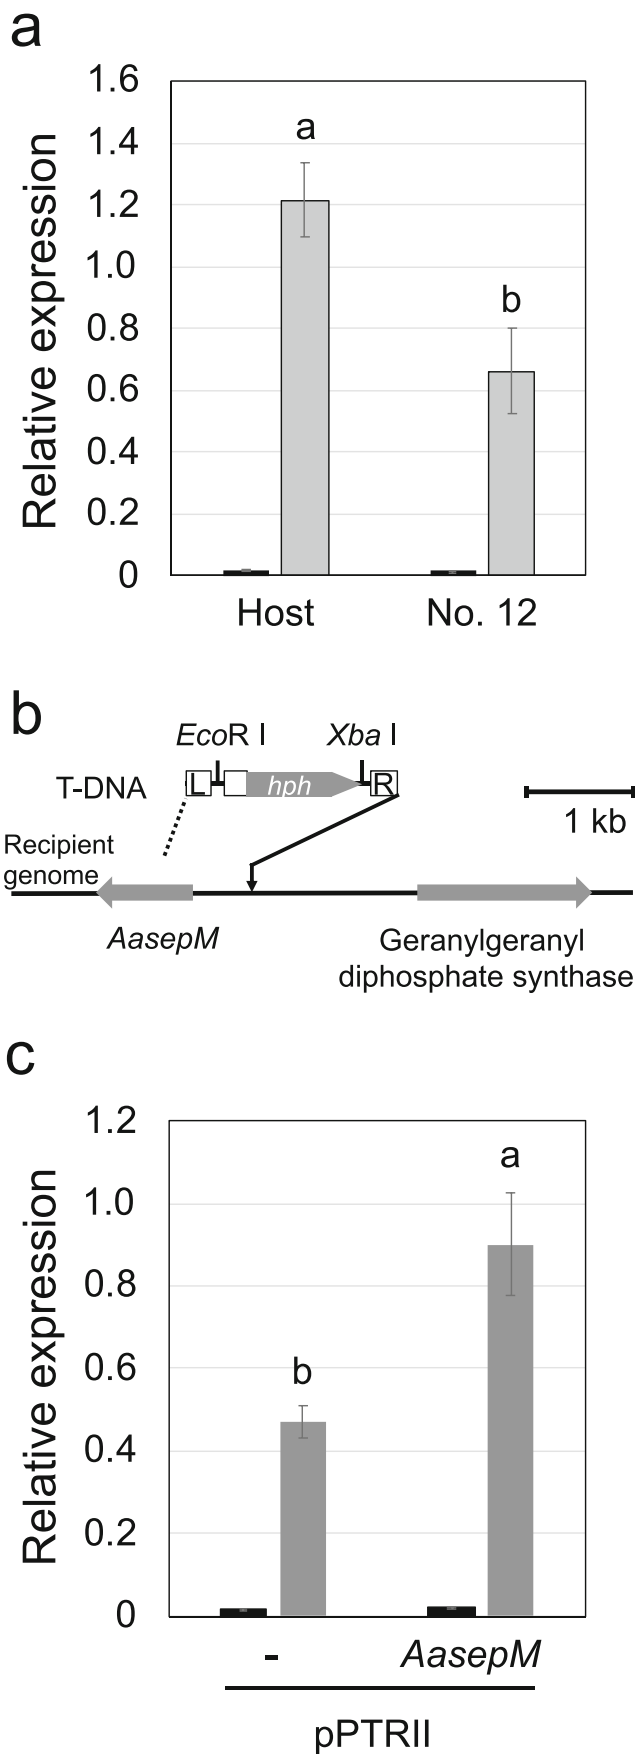 a
Relative expression
1.6
1.4
1.2
1.0
0.8
0.6
0.4
0.2
0
a
b
Host No. 12
b
EcoR I Xba I
T-DNA L hph R
1 kb
Recipient
genome
AasepM
Geranylgeranyl
diphosphate synthase
c
Relative expression
1.2
1.0
0.8
0.6
0.4
0.2
0
b
a
- AasepM
pPTRII